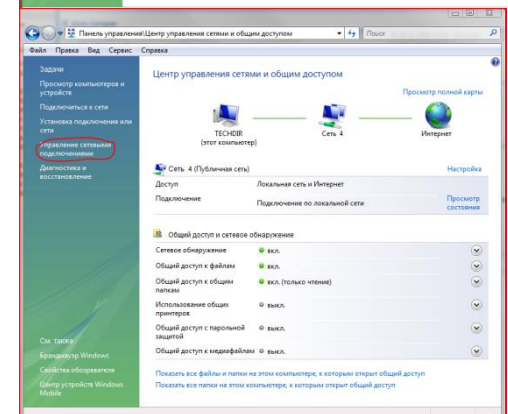 Панель управления\Центр управления сетями и общим доступом
Поиск
Файл Правка Вид Сервис Справка
Задачи
Просмотр компьютеров и
устройств
Подключиться к сети
Установка подключения или
сети
Управление сетевыми
подключениями
Диагностика и
восстановление
См. также
Брандмауэр Windows
Свойства обозревателя
Центр устройств Windows
Mobile
Центр управления сетями и общим доступом
Просмотр полной карты
TECHDIR
(этот компьютер)
Сеть 4
Интернет
Сеть 4 (Публичная сеть)
Настройка
Доступ Локальная сеть и Интернет
Подключение Подключение по локальной сети
Просмотр
состояния
Общий доступ и сетевое обнаружение
Сетевое обнаружение вкл.
Общий доступ к файлам вкл.
Общий доступ к общим
папкам
вкл. (только чтение)
Использование общих
принтеров
выкл.
Общий доступ с парольной
защитой
выкл.
Общий доступ к медиафайлам выкл.
Показать все файлы и папки на этом компьютере, к которым открыт общий доступ
Показать все папки на этом компьютере, к которым открыт общий доступ